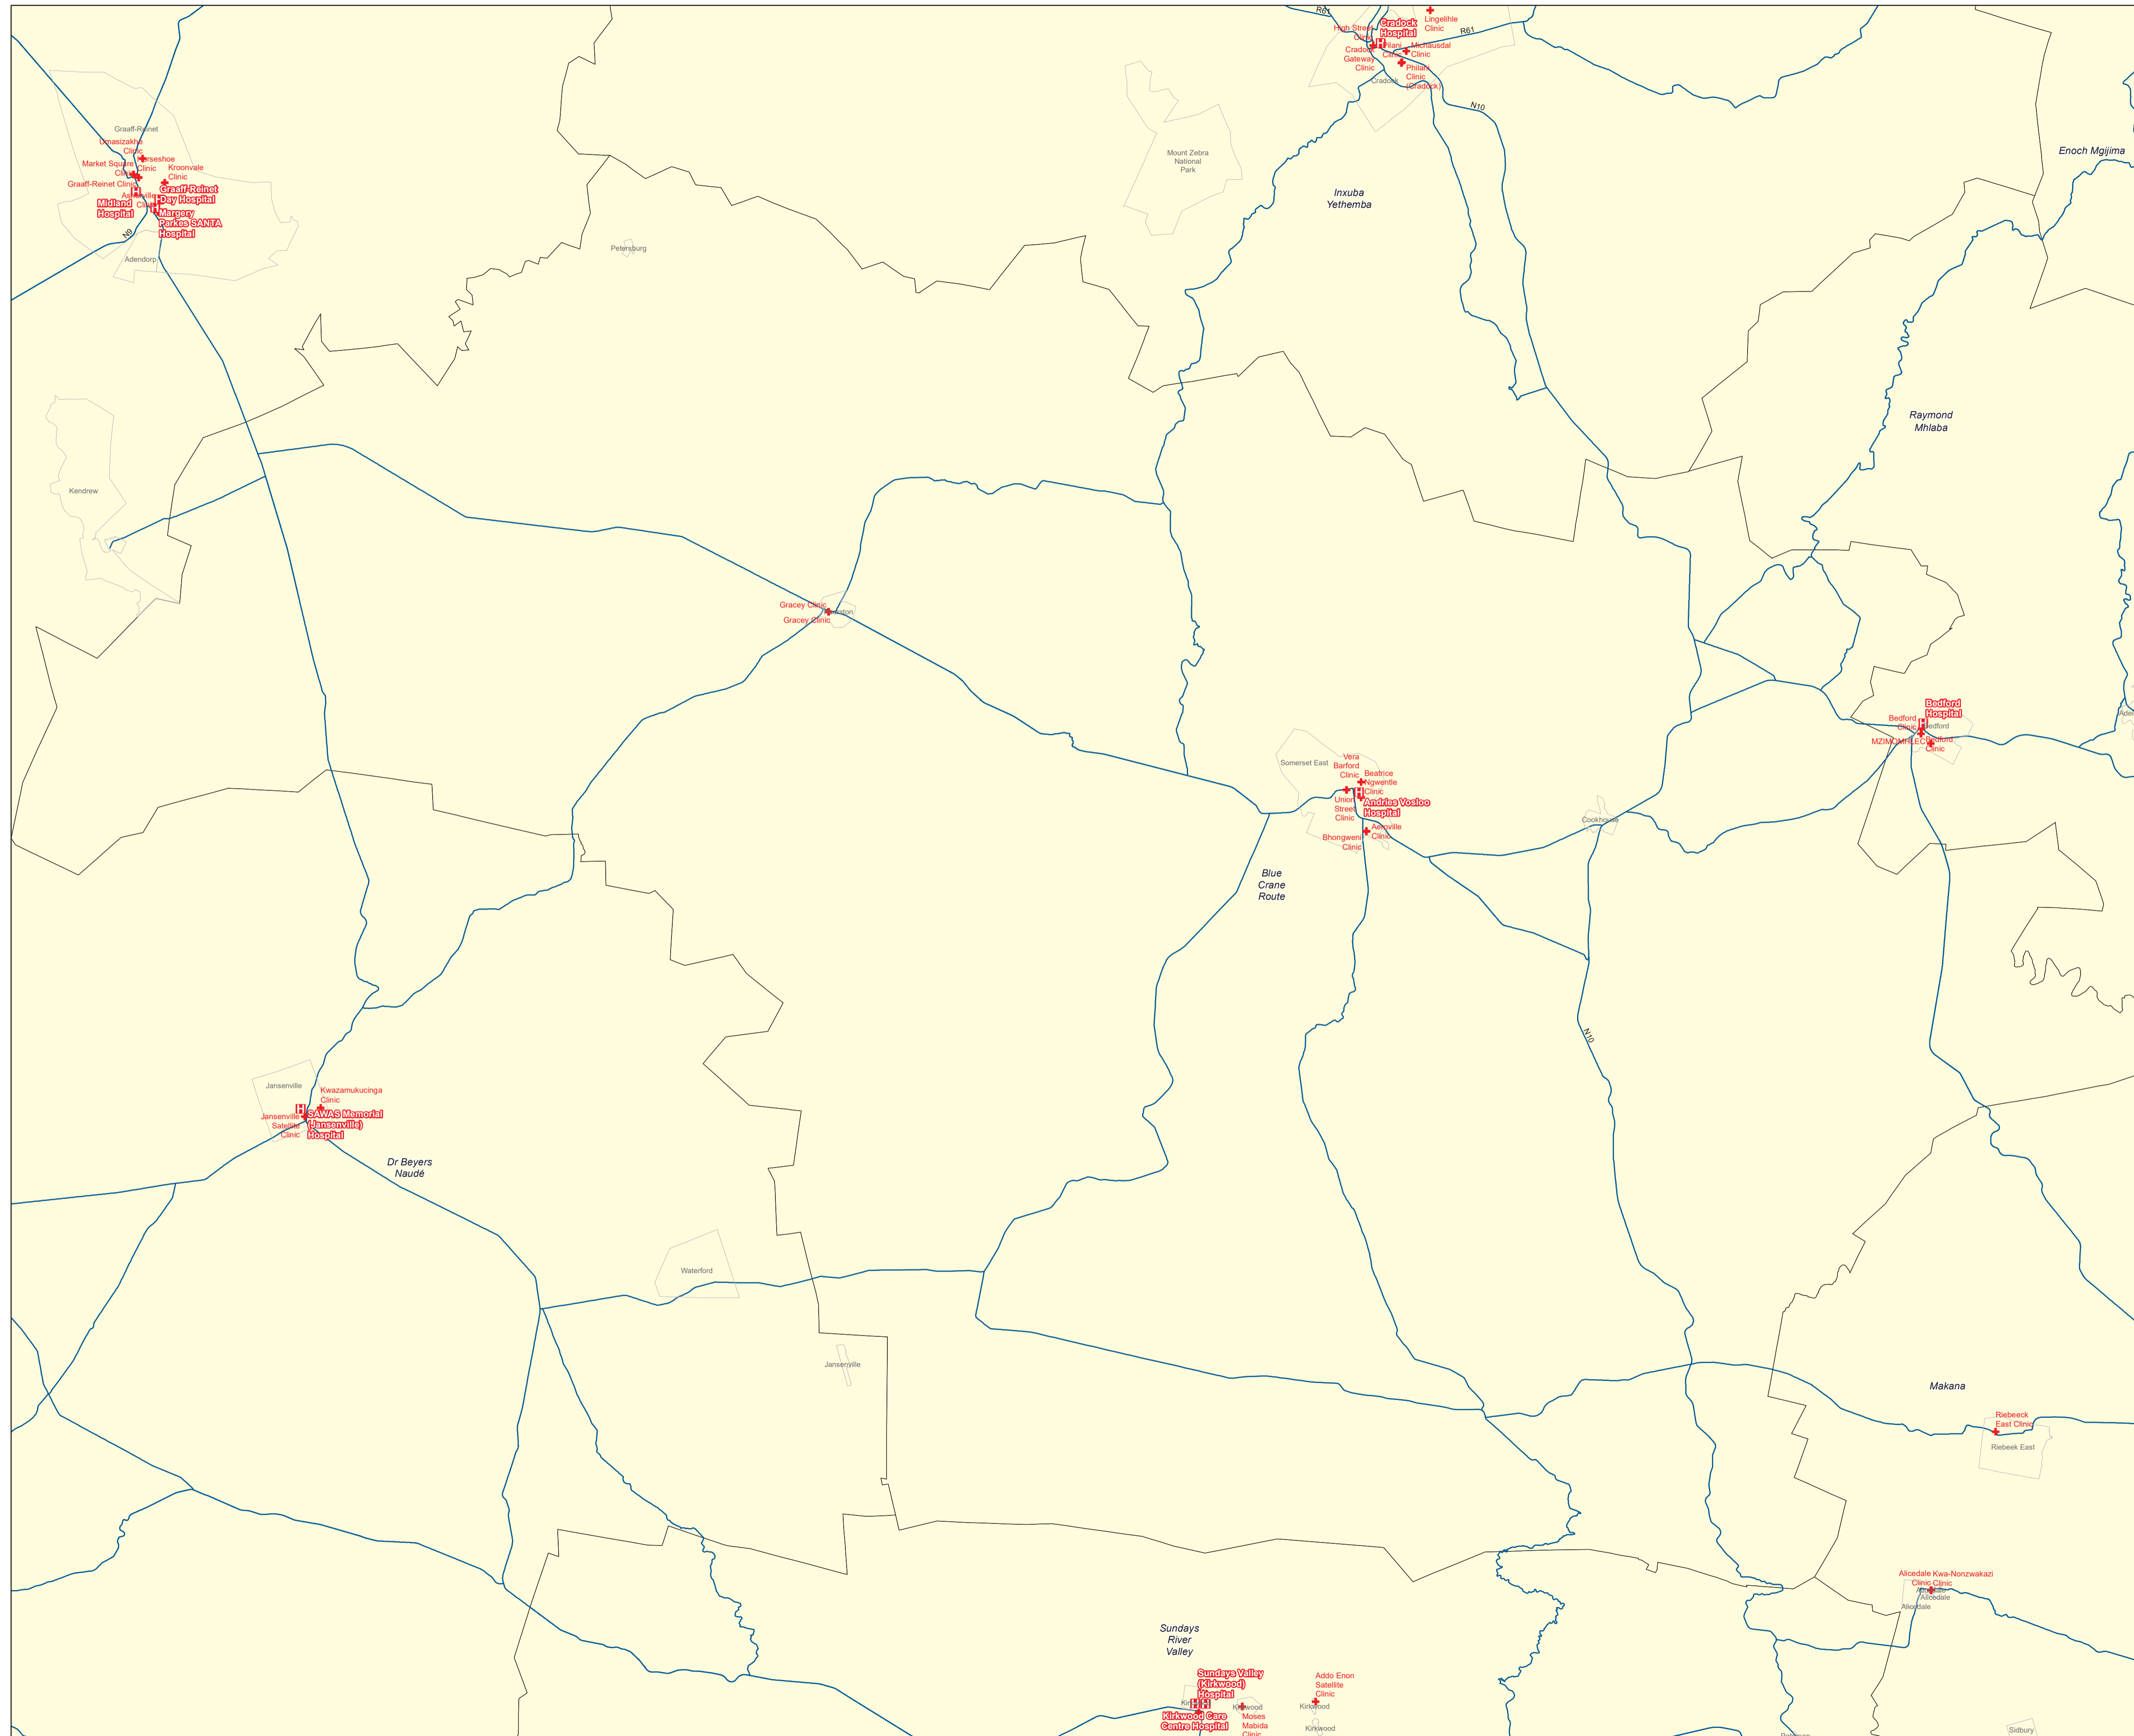 R61
Lingelihle
Clinic
High Street
Clinic
Cradock
Hospital
R61
Cradock
Gateway
Clinic
Pilani
Clinic
Michausdal
Clinic
Philani
Clinic
(Cradock)
Cradock
N10
Graaff-Reinet
Umasizakhe
Clinic
Horseshoe
Clinic
Market Square
Clinic
Kroonvale
Clinic
Graaff-Reinet Clinic
Graaff-Reinet
Day Hospital
Asherville
Clinic
Midland
Hospital
Margery
Parkes SANTA
Hospital
N9
Adendorp
Petersburg
Mount Zebra
National
Park
Inxuba
Yethemba
Enoch Mgijima
Raymond
Mhlaba
Kendrew
Gracey Clinic
Gracey Clinic
Bedford
Hospital
Bedford
Clinic
Bedford
MZIMOMHLE
Bedford
Clinic
Somerset East
Vera
Barford
Clinic
Beatrice
Ngwentle
Clinic
Union
Street
Clinic
Andries Vosloo
Hospital
Aeroville
Clinic
Bhongweni
Clinic
Cookhouse
Blue
Crane
Route
N10
Jansenville
Kwazamukucinga
Clinic
Jansenville
Satellite
Clinic
SAWAS Memorial
(Jansenville)
Hospital
Dr Beyers
Naudé
Waterford
Jansenville
Makana
Riebeeck
East Clinic
Riebeek East
Alicedale
Clinic
Kwa-Nonzwakazi
Clinic
Alicedale
Alicedale
Alicedale
Sundays
River
Valley
Sundays Valley
(Kirkwood)
Hospital
Kirkwood Care
Centre Hospital
Kirkwood
Moses
Mabida
Clinic
Addo Enon
Satellite
Clinic
Kirkwood
Kirkwood
Sidbury